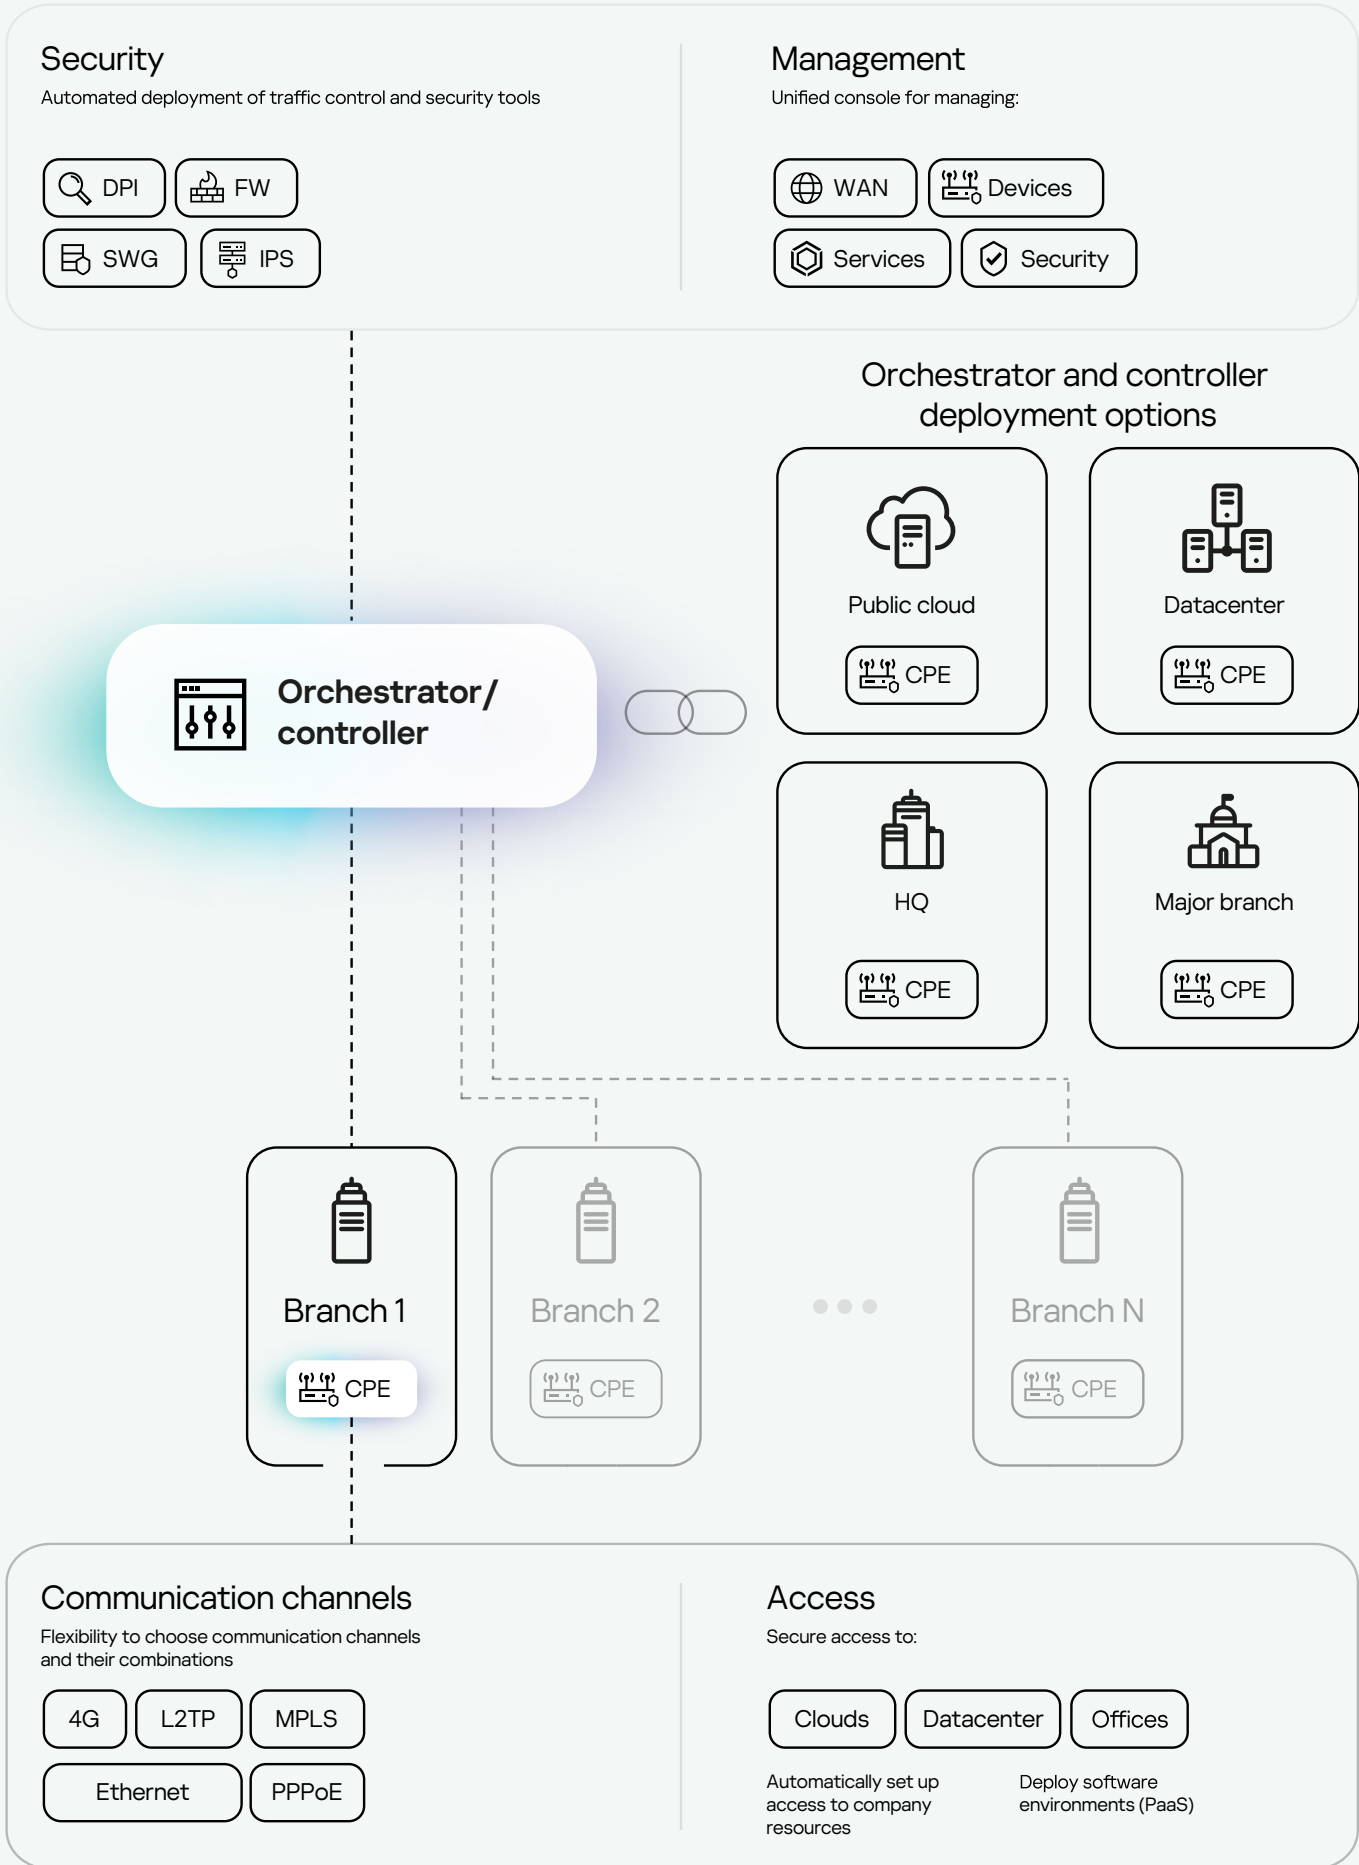 Security
Automated deployment of traffic control and security tools
DPI
FW
SWG
IPS
Management
Unified console for managing:
WAN
Devices
Services
Security
Orchestrator and controller
deployment options
Public cloud
CPE
Datacenter
CPE
Orchestrator/
controller
HQ
CPE
Major branch
CPE
Branch 1
CPE
Branch 2
CPE
Branch N
CPE
Communication channels
Flexibility to choose communication channels
and their combinations
4G
L2TP
MPLS
Ethernet
PPPoE
Access
Secure access to:
Clouds
Datacenter
Offices
Automatically set up
access to company
resources
Deploy software
environments (PaaS)